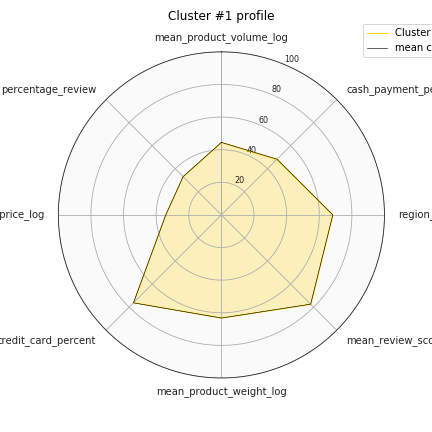 Cluster #1 profile
mean_product_volume_log
Cluster
mean c
percentage_review
cash_payment_pe
100
80
60
40
20
price_log
region_
credit_card_percent
mean_review_sco
mean_product_weight_log